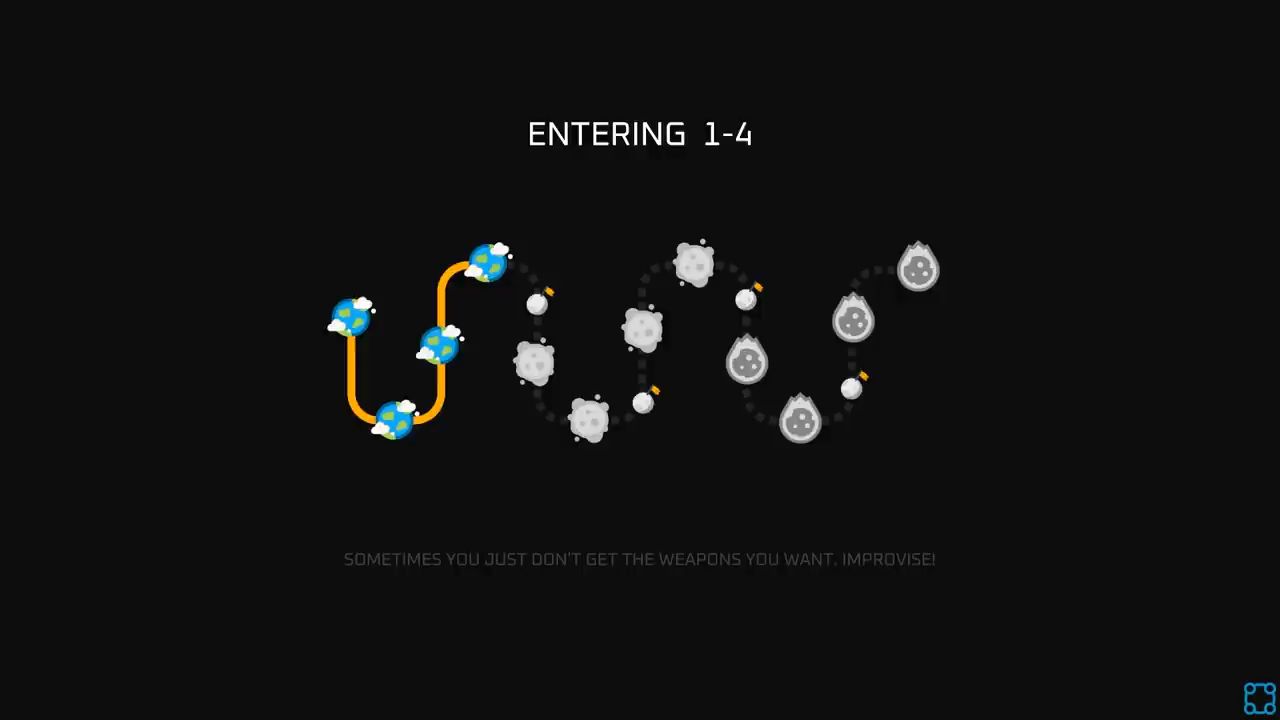 ENTERING 1-4
SOMETIMES YOU JUST DON'T GET THE WEAPONS YOU WANT. IMPROVISE!